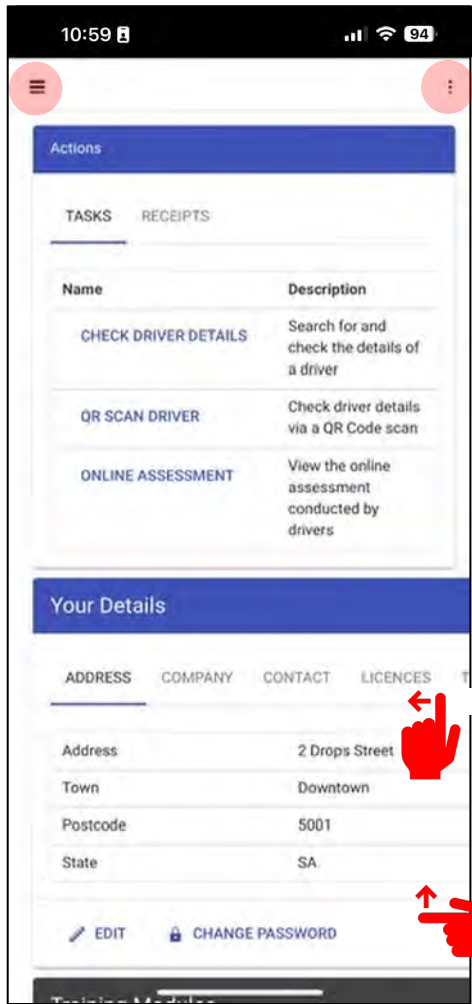 10:59 94
Actions
TASKS RECEIPTS
Name Description
CHECK DRIVER DETAILS Search for and
check the details of
a driver
QR SCAN DRIVER Check driver details
via a QR Code scan
ONLINE ASSESSMENT View the online
assessment
conducted by
drivers
Your Details
ADDRESS COMPANY CONTACT LICENCES T
Address 2 Drops Street
Town Downtown
Postcode 5001
State SA
EDIT CHANGE PASSWORD
Training Modules